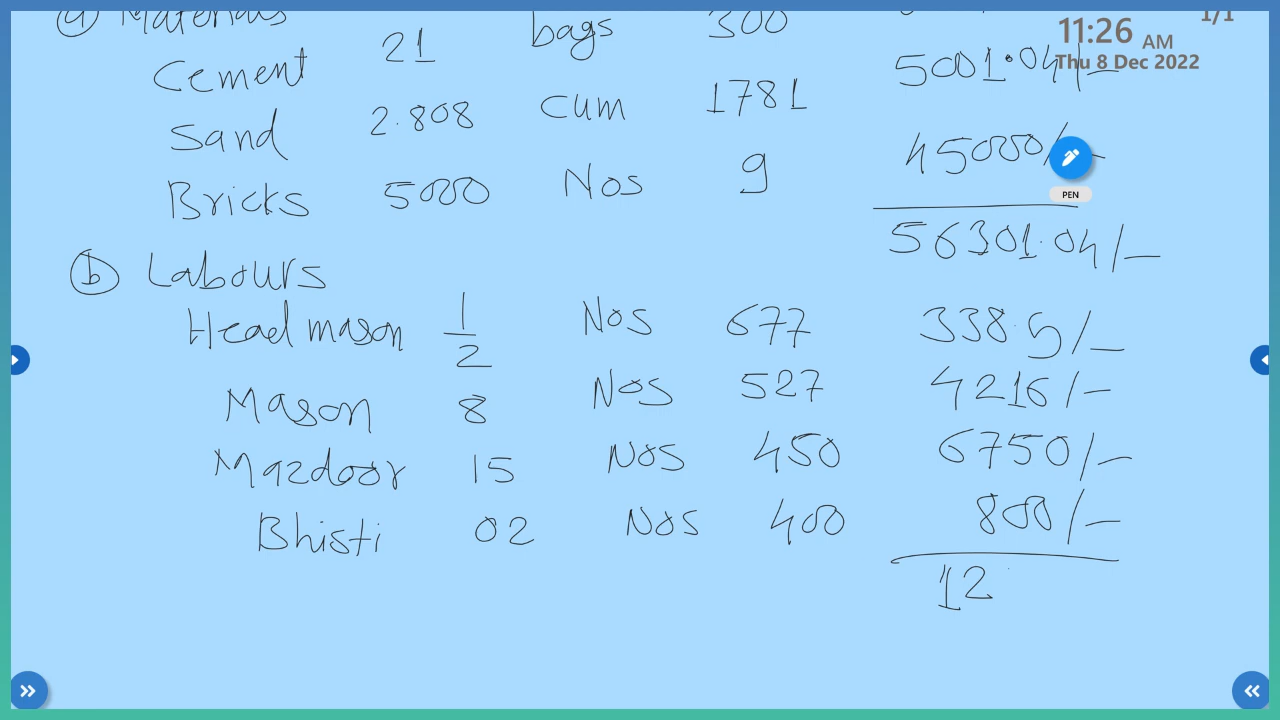 1/1
11:26 AM
Thu 8 Dec 2022
(a) Materials
Cement 21 bags 300
Sand 2.808 cum 1781 5001.04/-
Bricks 5000 Nos 9 45000/-
PEN
56301.04/-
(b) Labours
Head mason 1/2 Nos 677 338.5/-
Mason 8 Nos 527 4216/-
Mazdoor 15 Nos 450 6750/-
Bhisti 02 Nos 400 800/-
12